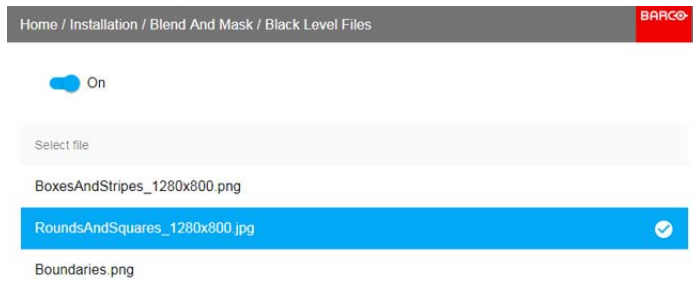 Home / Installation / Blend And Mask / Black Level Files
BARCO
On
Select file
BoxesAndStripes_1280x800.png
RoundsAndSquares_1280x800.jpg
Boundaries.png